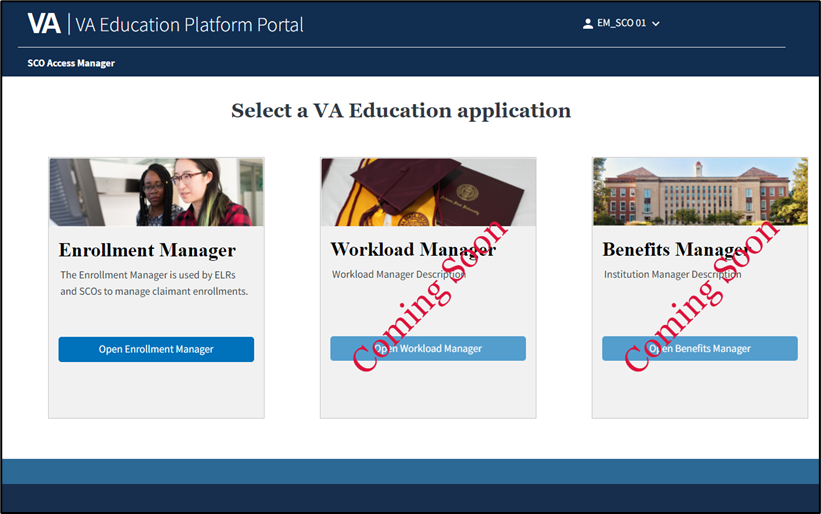 VA | VA Education Platform Portal
EM_SCO 01
SCO Access Manager
Select a VA Education application
Enrollment Manager
The Enrollment Manager is used by ELRs
and SCOs to manage claimant enrollments.
Open Enrollment Manager
Workload Manager
Workload Manager Description
Open Workload Manager
Coming Soon
Benefits Manager
Institution Manager Description
Open Benefits Manager
Coming Soon